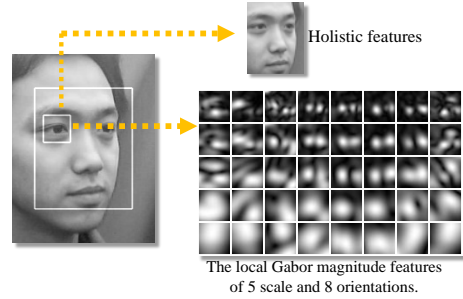 Holistic features
The local Gabor magnitude features
of 5 scale and 8 orientations.